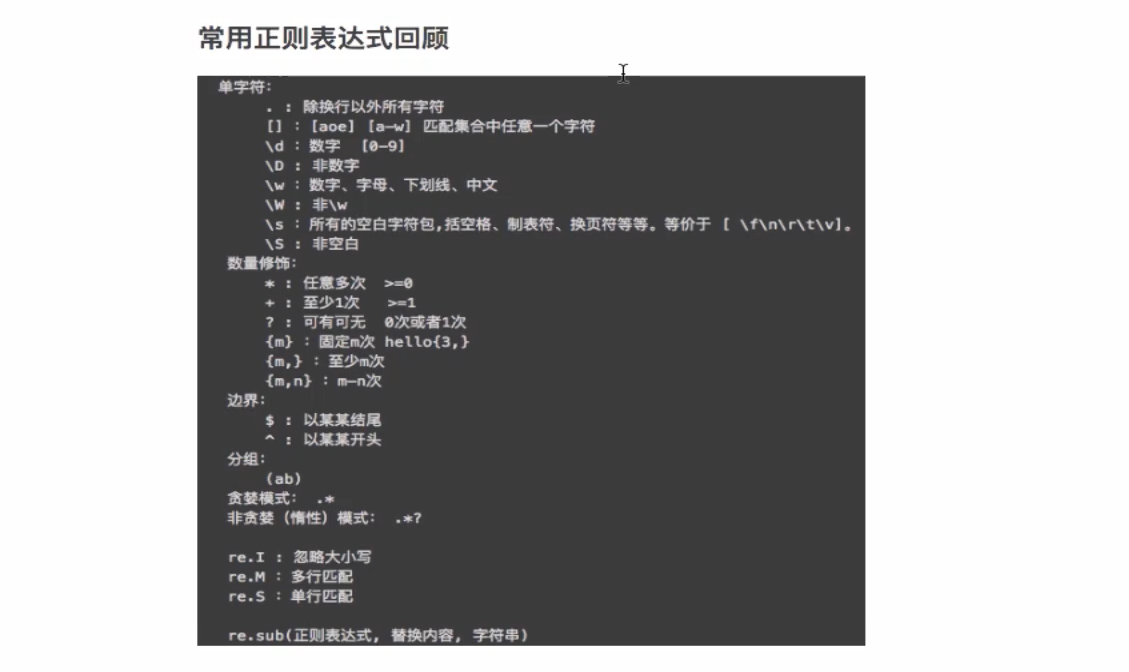 常用正则表达式回顾
单字符：
. : 除换行以外所有字符
[] : [aoe] [a-w] 匹配集合中任意一个字符
\d : 数字 [0-9]
\D : 非数字
\w : 数字、字母、下划线、中文
\W : 非\w
\s : 所有的空白字符包,括空格、制表符、换页符等等。等价于 [ \f\n\r\t\v]。
\S : 非空白
数量修饰：
* : 任意多次 >=0
+ : 至少1次 >=1
? : 可有可无 0次或者1次
{m} : 固定m次 hello{3,}
{m,} : 至少m次
{m,n} : m-n次
边界：
$ : 以某某结尾
^ : 以某某开头
分组：
(ab)
贪婪模式： .*
非贪婪（惰性）模式： .*?
re.I : 忽略大小写
re.M : 多行匹配
re.S : 单行匹配
re.sub(正则表达式, 替换内容, 字符串)